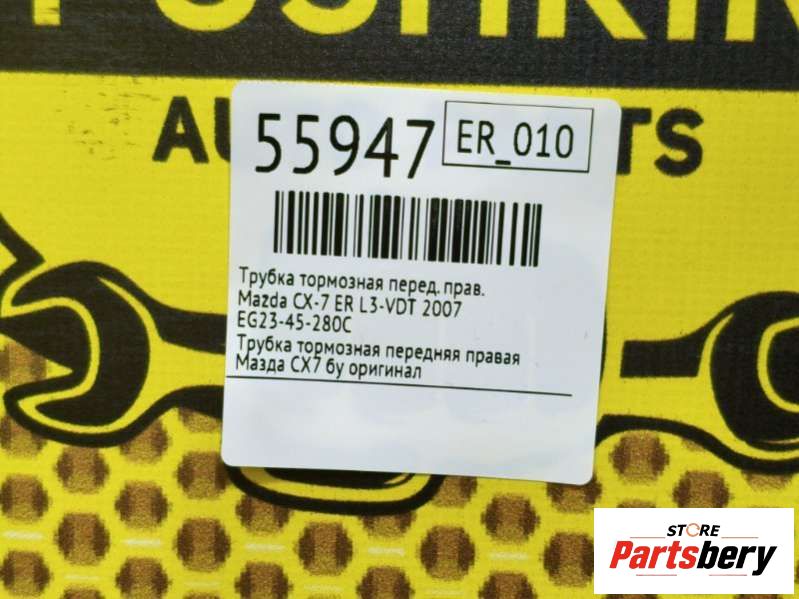 55947
ER_010
Трубка тормозная перед. прав.
Mazda CX-7 ER L3-VDT 2007
EG23-45-280C
Трубка тормозная передняя правая
Мазда СХ7 бу оригинал
STORE
Partsbery